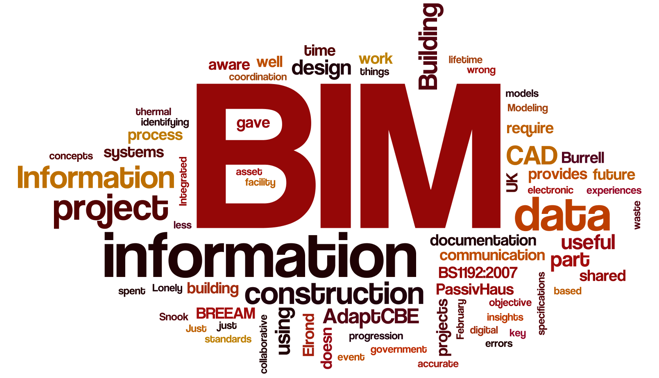 Building
time
aware well
design
work
things
lifetime
wrong
coordination
BIM
models
Modeling
thermal
identifying
gave
process
require
concepts
systems
CAD Burrell
Integrated
asset
facility
Information
UK
provides future
electronic experiences
project
data
waste
less
information
documentation
useful
communication
part
BS1192:2007
shared
spent Lonely building
construction
PassivHaus
specifications
based
objective
Snook BREEAM
collaborative
using
Elrond
AdaptCBE
projects
February
insights
Just just
doesn
progression
digital key
standards
errors
event government
accurate